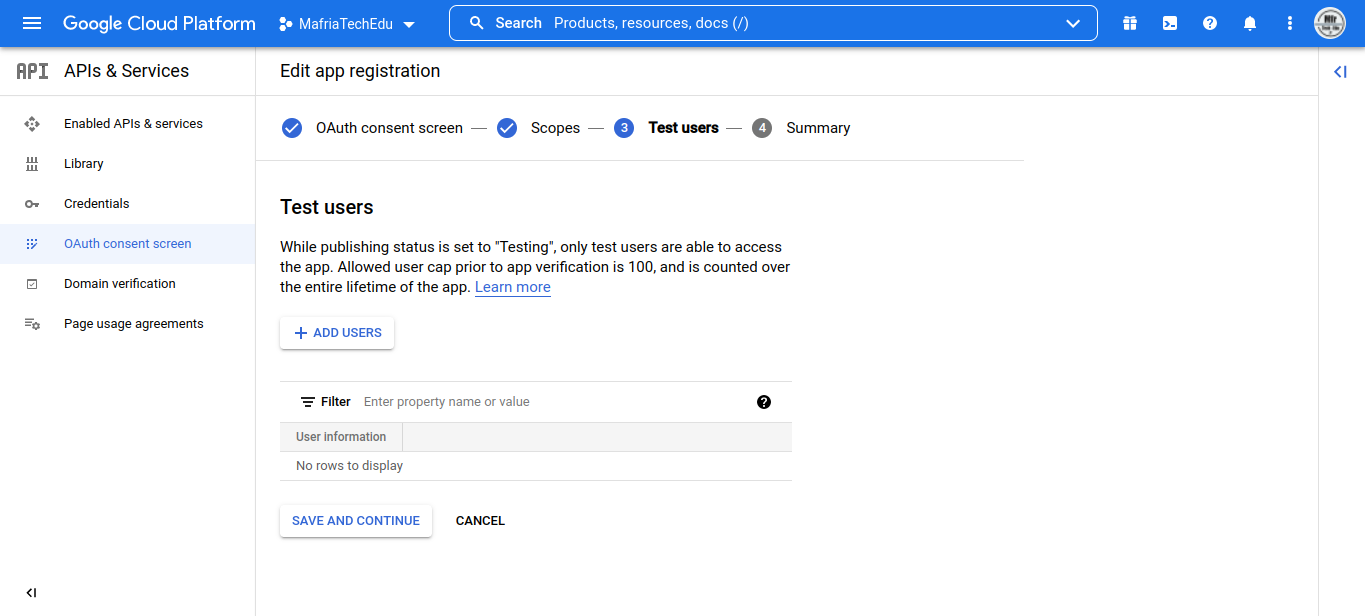 Google Cloud Platform
MafriaTechEdu
Search Products, resources, docs (/)
API APIs & Services
Edit app registration
Enabled APIs & services
Library
Credentials
OAuth consent screen
Domain verification
Page usage agreements
OAuth consent screen — Scopes — 3 Test users — 4 Summary
Test users
While publishing status is set to "Testing", only test users are able to access
the app. Allowed user cap prior to app verification is 100, and is counted over
the entire lifetime of the app. Learn more
+ ADD USERS
Filter Enter property name or value
User information
No rows to display
SAVE AND CONTINUE CANCEL